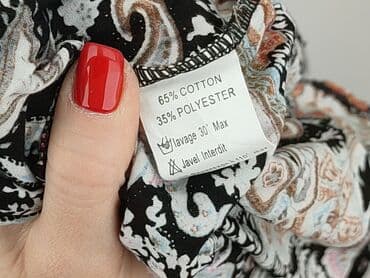 65% COTTON
35% POLYESTER
lavage 30° Max
Javel Interdit